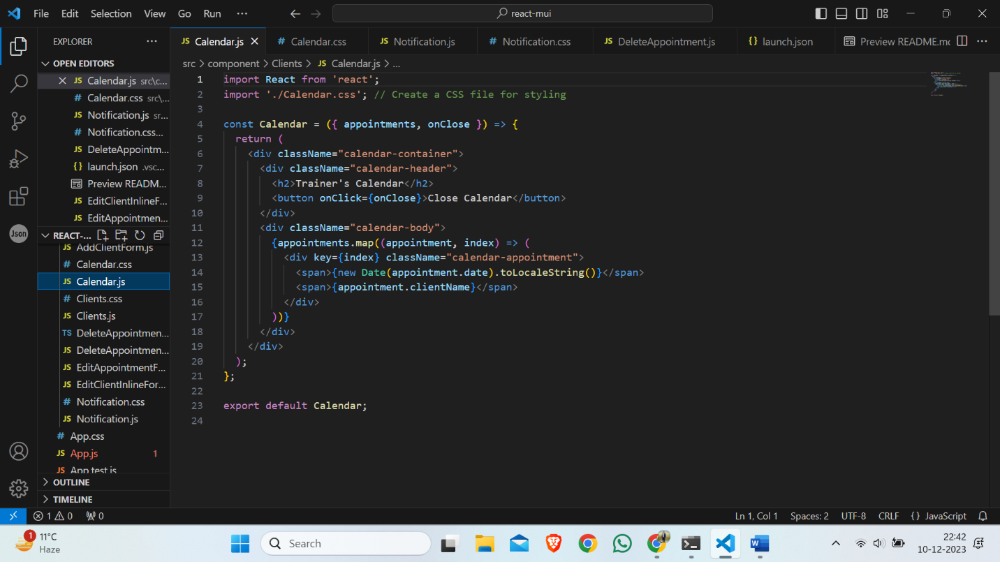 File Edit Selection View Go Run ··· react-mui
EXPLORER
OPEN EDITORS
JS Calendar.js src\c...
# Calendar.css src\...
JS Notification.js sr...
# Notification.css...
JS DeleteAppointm...
{} launch.json .vsc...
Preview READM...
JS EditClientInlineF...
JS EditAppointmen...
REACT-...
JS AddClientForm.js
# Calendar.css
JS Calendar.js
# Clients.css
JS Clients.js
TS DeleteAppointmen...
JS DeleteAppointmen...
JS EditAppointmentF...
JS EditClientInlineFor...
# Notification.css
JS Notification.js
# App.css
JS App.js 1
JS App.test.js
OUTLINE
TIMELINE
Json
JS Calendar.js # Calendar.css JS Notification.js # Notification.css JS DeleteAppointment.js {} launch.json Preview README.mc
src > component > Clients > JS Calendar.js > ...
1 import React from 'react';
2 import './Calendar.css'; // Create a CSS file for styling
3
4 const Calendar = ({ appointments, onClose }) => {
5 return (
6 <div className="calendar-container">
7 <div className="calendar-header">
8 <h2>Trainer's Calendar</h2>
9 <button onClick={onClose}>Close Calendar</button>
10 </div>
11 <div className="calendar-body">
12 {appointments.map((appointment, index) => (
13 <div key={index} className="calendar-appointment">
14 <span>{new Date(appointment.date).toLocaleString()}</span>
15 <span>{appointment.clientName}</span>
16 </div>
17 ))}
18 </div>
19 </div>
20 );
21 };
22
23 export default Calendar;
24
1 0 0 Ln 1, Col 1 Spaces: 2 UTF-8 CRLF {} JavaScript
1 11°C
Haze
Search
22:42
10-12-2023